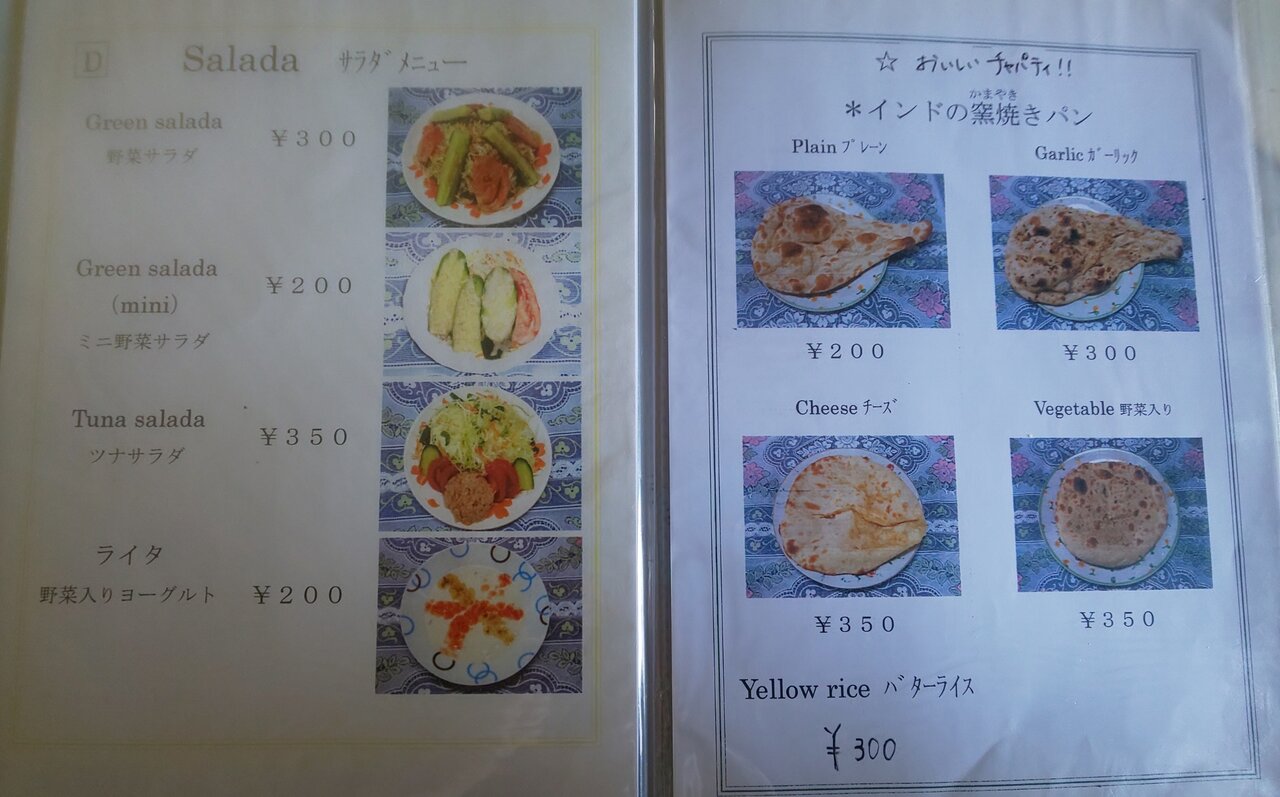 D
Salada サラダメニュー
Green salada
野菜サラダ
￥３００
Green salada
(mini)
ミニ野菜サラダ
￥２００
Tuna salada
ツナサラダ
￥３５０
ライタ
野菜入りヨーグルト ￥２００
☆ おいしい チャパティ!!
かまやき
＊インドの窯焼きパン
Plain プレーン
￥２００
Garlic ガーリック
￥３００
Cheese チーズ
￥３５０
Vegetable 野菜入り
￥３５０
Yellow rice バターライス
￥300